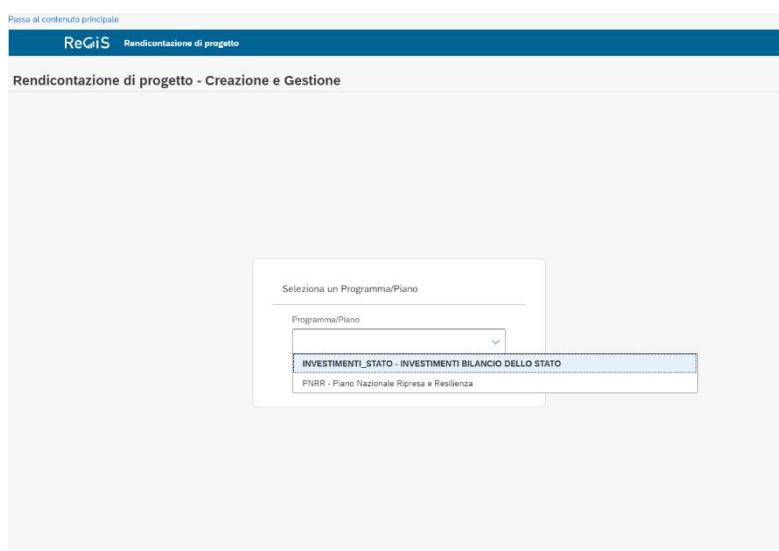 Passa al contenuto principale
ReGiS Rendicontazione di progetto
Rendicontazione di progetto - Creazione e Gestione
Seleziona un Programma/Piano
Programma/Piano
INVESTIMENTI_STATO - INVESTIMENTI BILANCIO DELLO STATO
PNRR - Piano Nazionale Ripresa e Resilienza